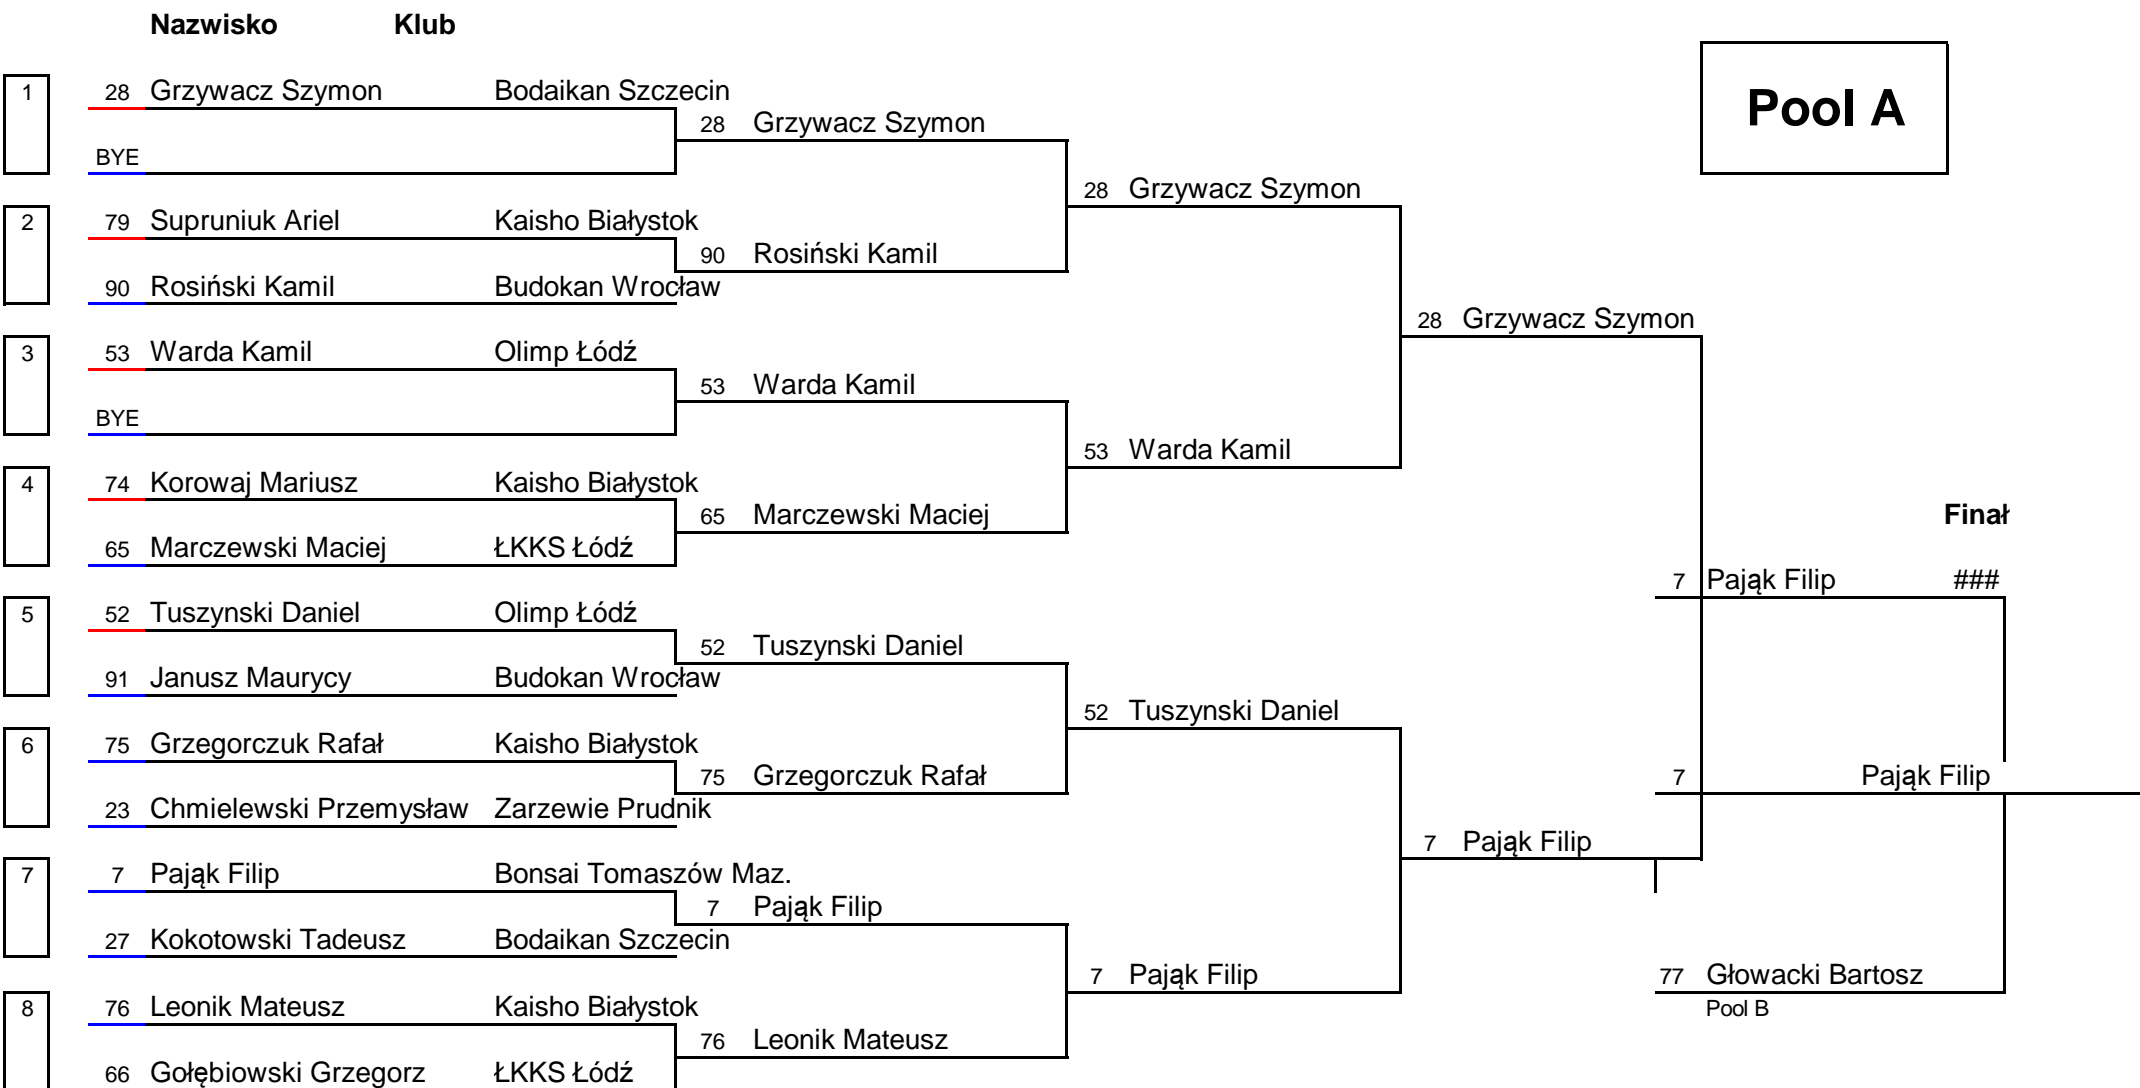 Nazwisko Klub
Pool A
1 28 Grzywacz Szymon Bodaikan Szczecin
28 Grzywacz Szymon
BYE
28 Grzywacz Szymon
2 79 Supruniuk Ariel Kaisho Białystok
90 Rosiński Kamil
90 Rosiński Kamil Budokan Wrocław
28 Grzywacz Szymon
3 53 Warda Kamil Olimp Łódź
53 Warda Kamil
BYE
53 Warda Kamil
4 74 Korowaj Mariusz Kaisho Białystok
65 Marczewski Maciej
Finał
65 Marczewski Maciej ŁKKS Łódź
7 Pająk Filip ###
5 52 Tuszynski Daniel Olimp Łódź
52 Tuszynski Daniel
91 Janusz Maurycy Budokan Wrocław
52 Tuszynski Daniel
6 75 Grzegorczuk Rafał Kaisho Białystok
75 Grzegorczuk Rafał
7 Pająk Filip
23 Chmielewski Przemysław Zarzewie Prudnik
7 Pająk Filip
7 7 Pająk Filip Bonsai Tomaszów Maz.
7 Pająk Filip
27 Kokotowski Tadeusz Bodaikan Szczecin
7 Pająk Filip
77 Głowacki Bartosz
8 76 Leonik Mateusz Kaisho Białystok
Pool B
76 Leonik Mateusz
66 Gołębiowski Grzegorz ŁKKS Łódź